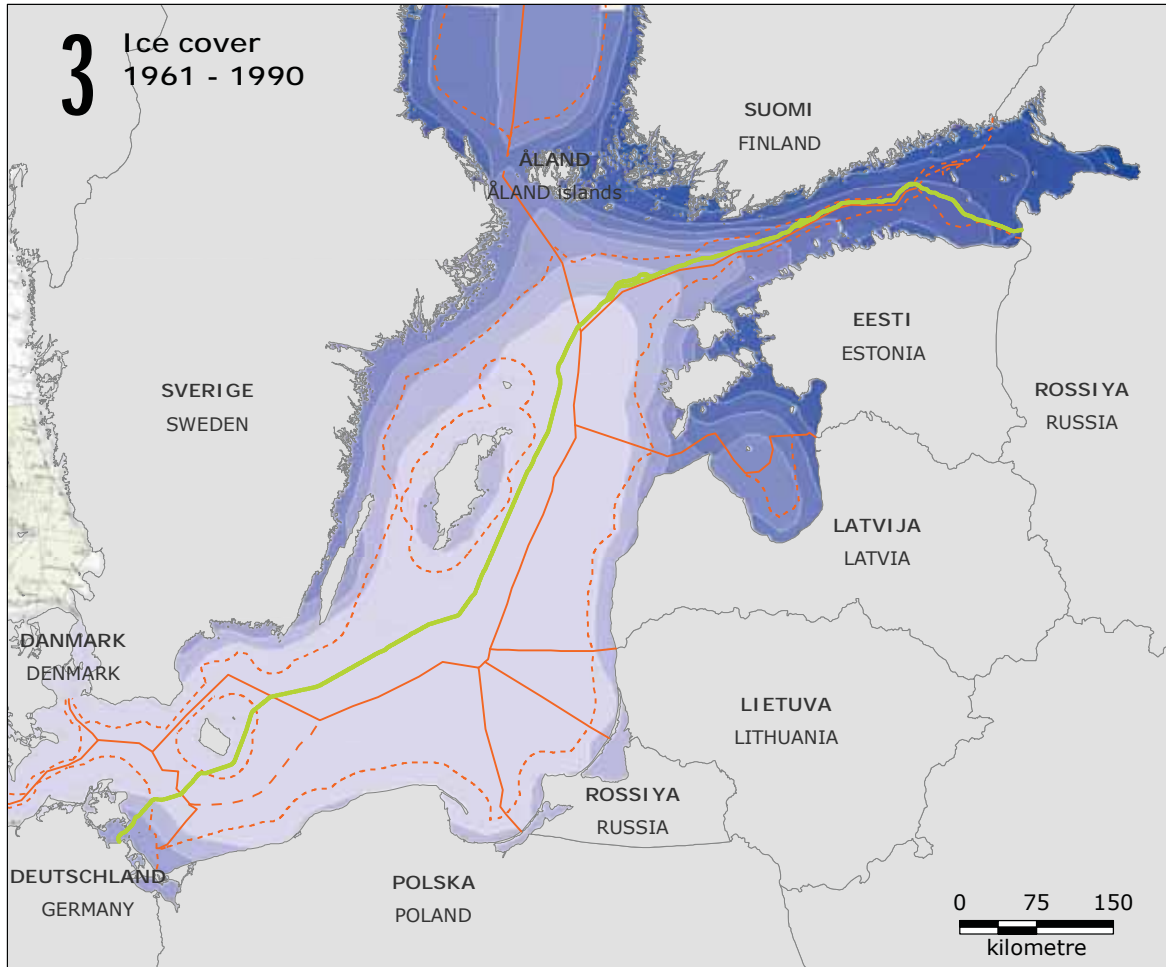 3
Ice cover
1961 - 1990
SUOMI
FINLAND
ÅLAND
ÅLAND islands
EESTI
ESTONIA
SVERIGE
SWEDEN
ROSSIYA
RUSSIA
LATVIJA
LATVIA
DANMARK
DENMARK
LIETUVA
LITHUANIA
ROSSIYA
RUSSIA
DEUTSCHLAND
GERMANY
POLSKA
POLAND
0 75 150
kilometre